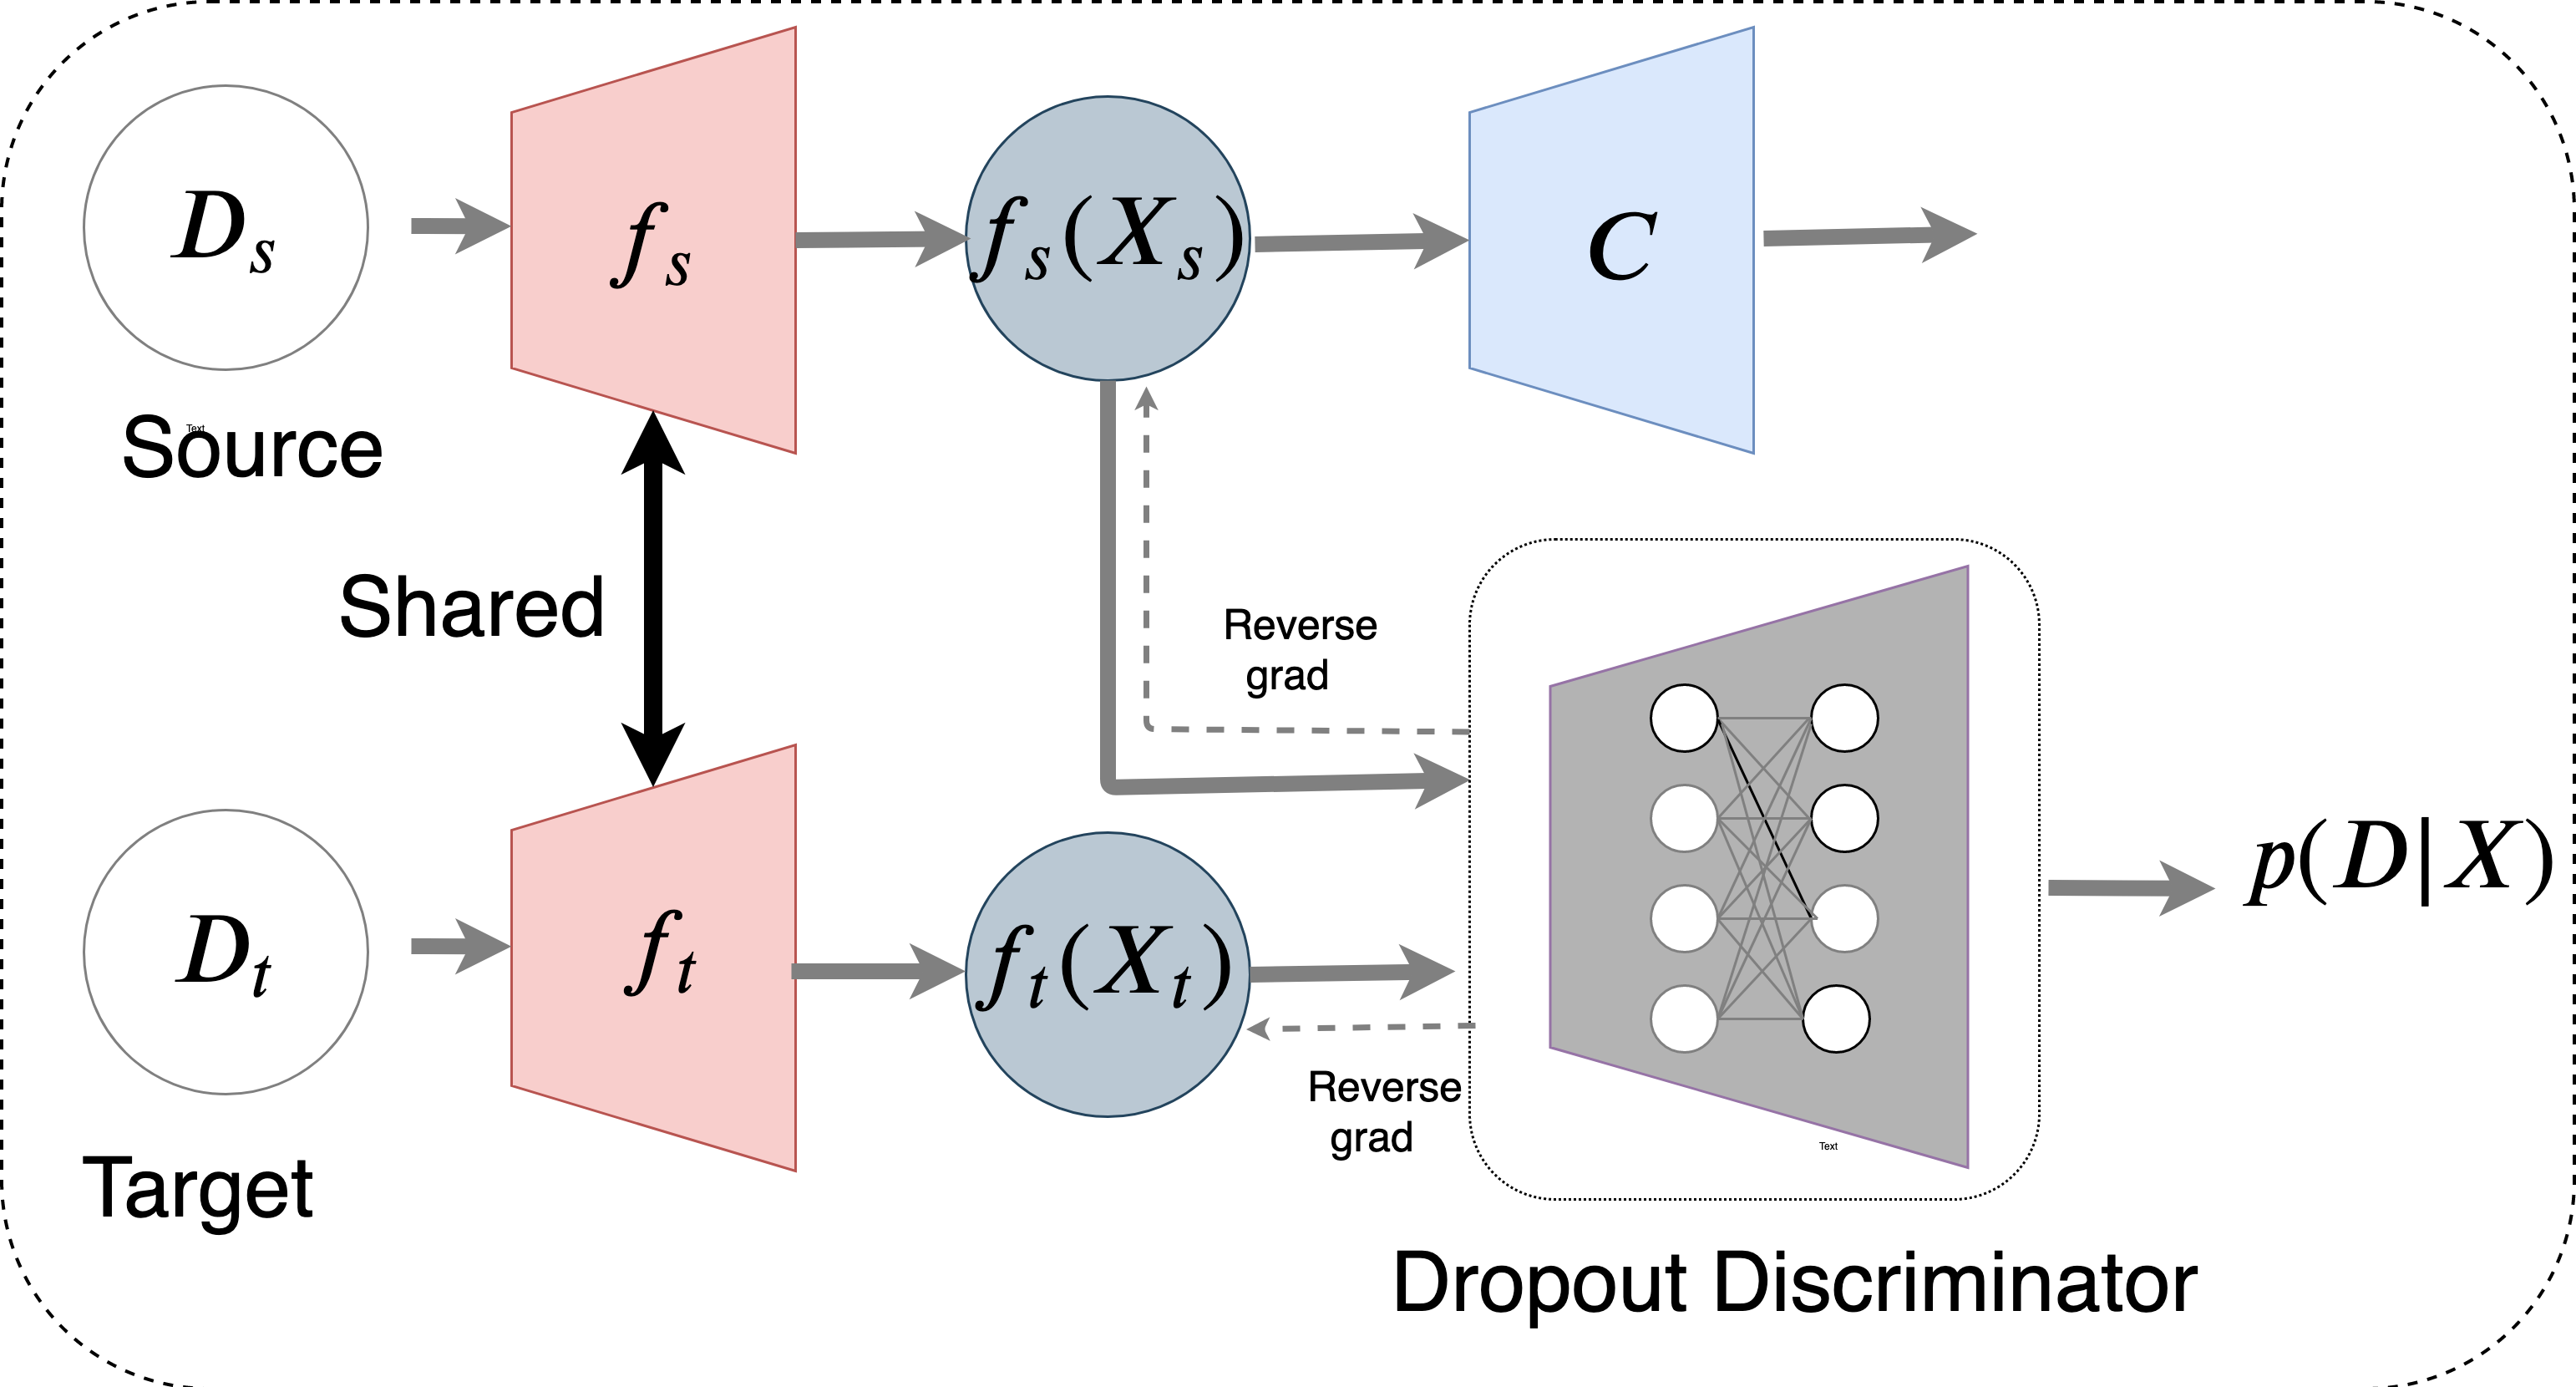 D_s
f_s
f_s(X_s)
C
Source
Text
Shared
Reverse
grad
D_t
f_t
f_t(X_t)
p(D|X)
Reverse
grad
Text
Target
Dropout Discriminator